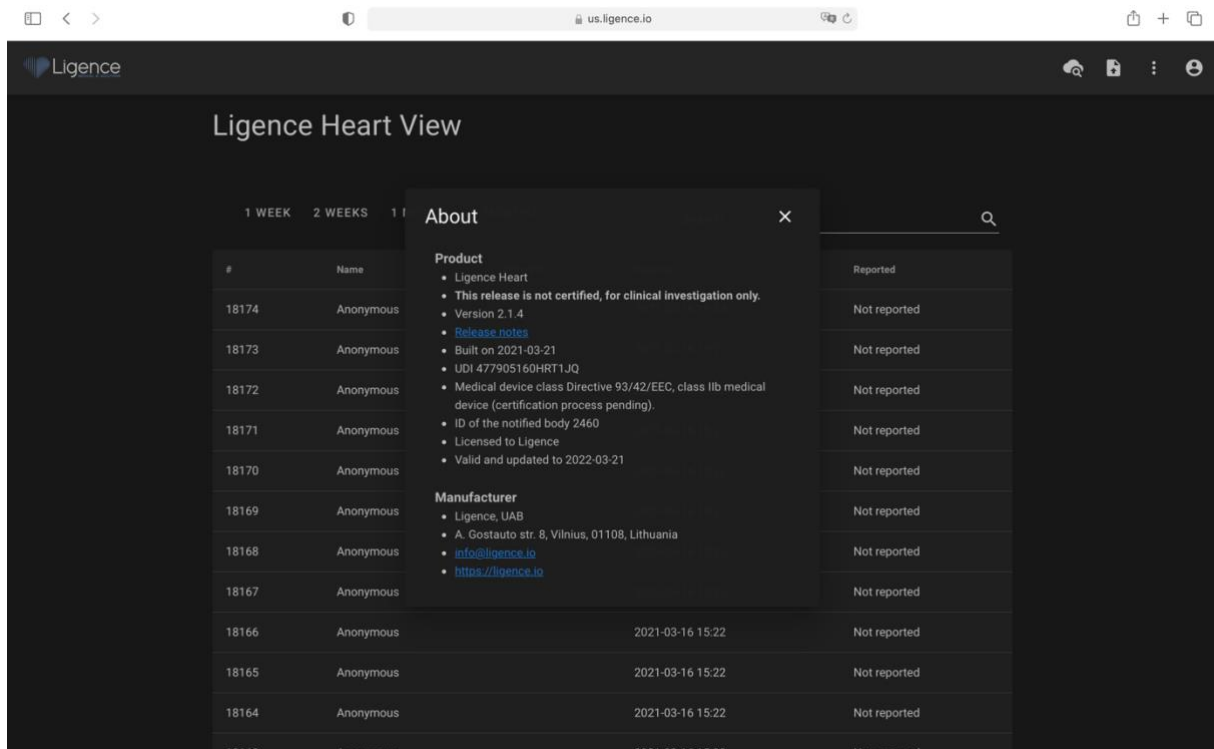 us.ligence.io
Ligence
Ligence Heart View
1 WEEK 2 WEEKS
About
# Name Reported
Product
• Ligence Heart
• This release is not certified, for clinical investigation only.
• Version 2.1.4
• Release notes
• Built on 2021-03-21
• UDI 477905160HRT1JQ
• Medical device class Directive 93/42/EEC, class IIb medical
device (certification process pending).
• ID of the notified body 2460
• Licensed to Ligence
• Valid and updated to 2022-03-21
Manufacturer
• Ligence, UAB
• A. Gostauto str. 8, Vilnius, 01108, Lithuania
• info@ligence.io
• https://ligence.io
18174 Anonymous Not reported
18173 Anonymous Not reported
18172 Anonymous Not reported
18171 Anonymous Not reported
18170 Anonymous Not reported
18169 Anonymous Not reported
18168 Anonymous Not reported
18167 Anonymous Not reported
18166 Anonymous 2021-03-16 15:22 Not reported
18165 Anonymous 2021-03-16 15:22 Not reported
18164 Anonymous 2021-03-16 15:22 Not reported